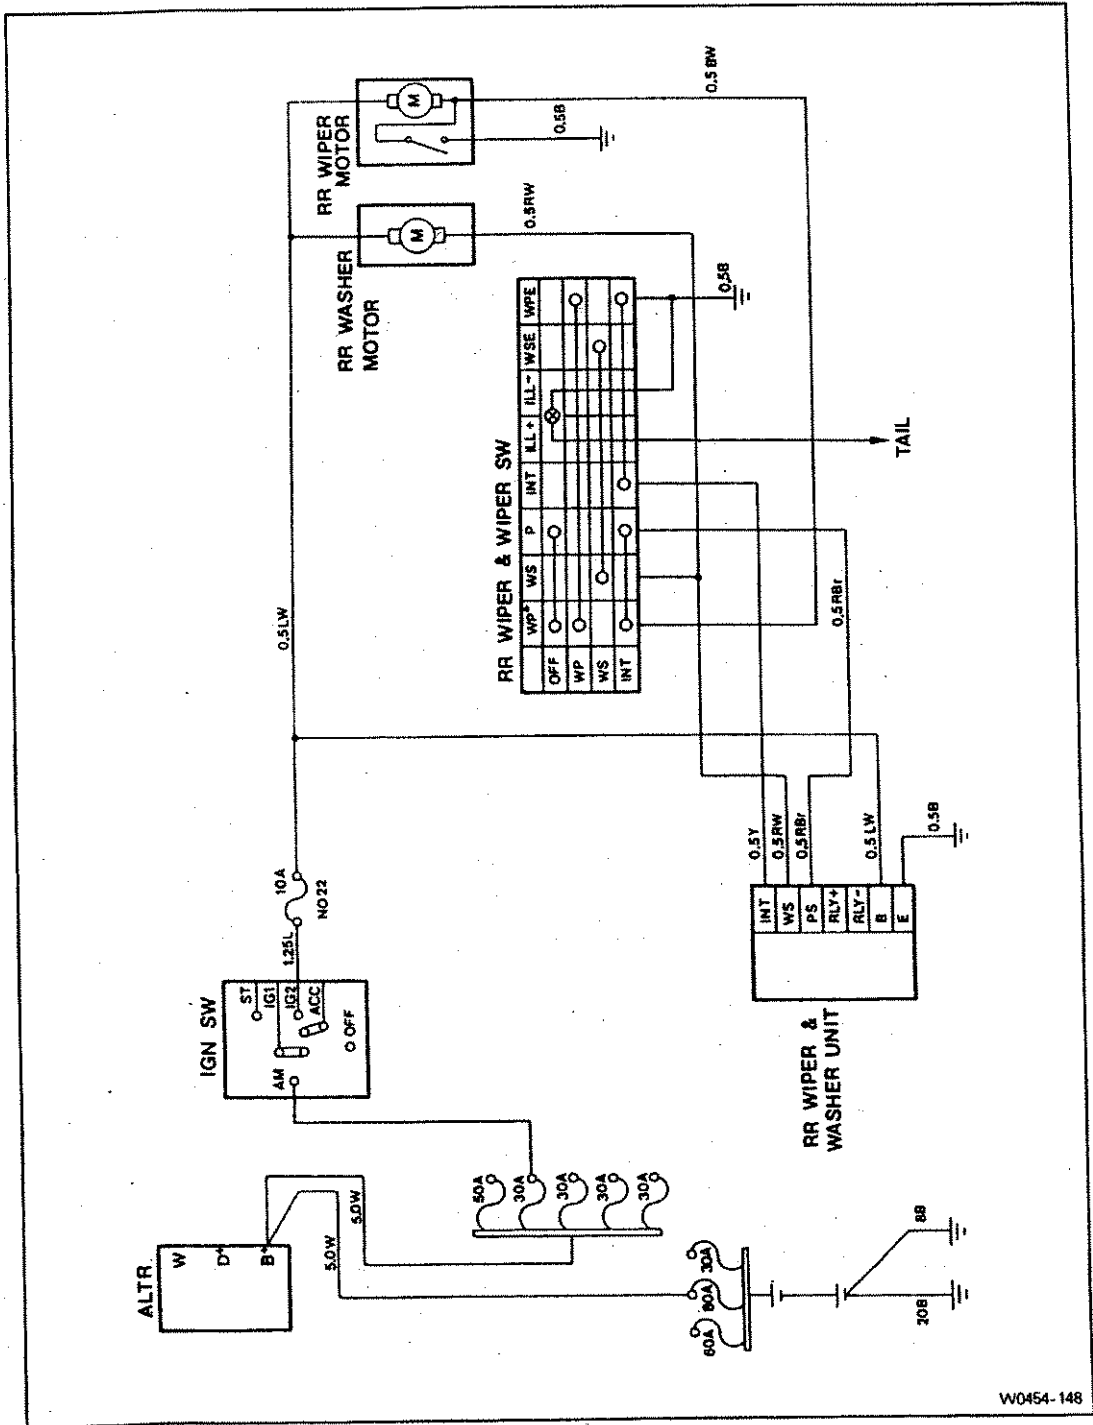 ALTR
W
D+
B+
5.0W
5.0W
60A
80A
30A
20B
8B
50A
30A
30A
30A
30A
IGN SW
AM
ST
IG1
IG2
ACC
OFF
1.25L
10A
NO22
0.5LW
RR WIPER &
WASHER UNIT
INT
WS
PS
RLY+
RLY-
B
E
0.5Y
0.5RW
0.5RBr
0.5LW
0.5B
RR WIPER & WIPER SW
WP+
WS
P
INT
ILL+
ILL-
WSE
WPE
OFF
WP
WS
INT
0.5RBr
TAIL
0.5B
RR WASHER
MOTOR
M
0.5RW
RR WIPER
MOTOR
M
0.5B
0.5BW
W0454-148